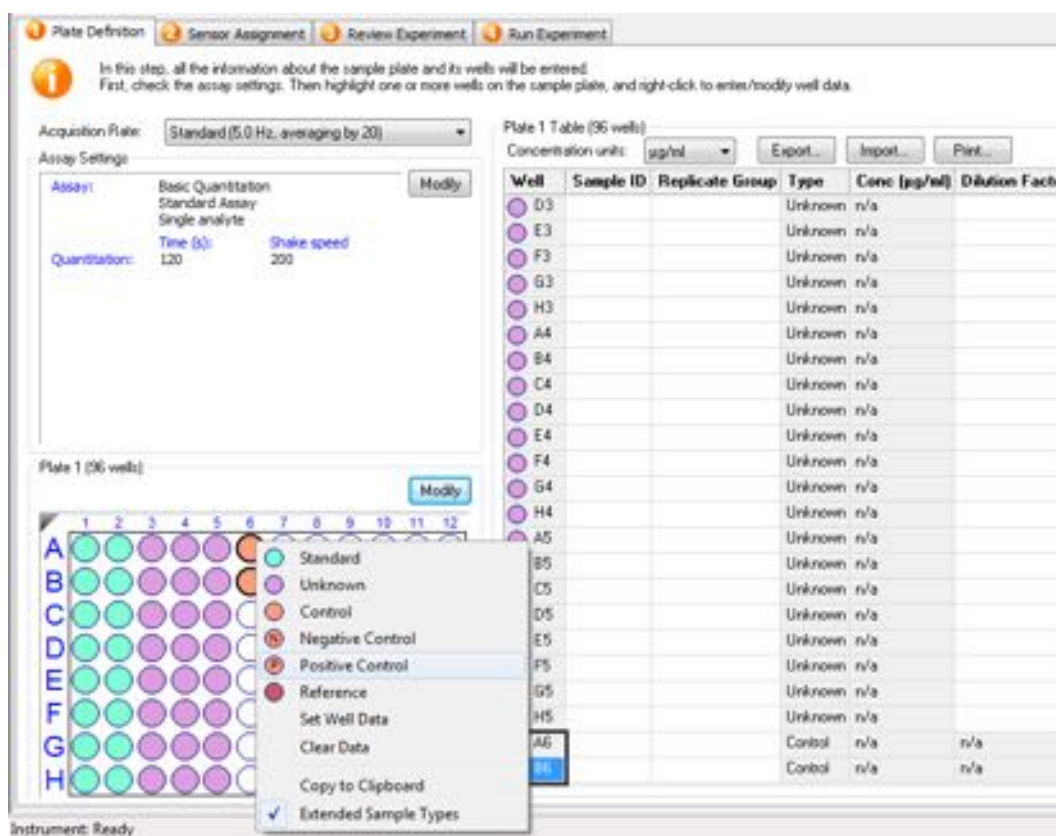 1 Plate Definition 2 Sensor Assignment 3 Review Experiment 4 Run Experiment
In this step, all the information about the sample plate and its wells will be entered.
First, check the assay settings. Then highlight one or more wells on the sample plate, and right-click to enter/modify well data.
Acquisition Rate: Standard (5.0 Hz, averaging by 20)
Assay Settings
Assay: Basic Quantitation Modify
Standard Assay
Single analyte
Time (s): Shake speed
Quantitation: 120 200
Plate 1 (96 wells)
Modify
1 2 3 4 5 6 7 8 9 10 11 12
A
B
C
D
E
F
G
H
Standard
Unknown
Control
N Negative Control
P Positive Control
Reference
Set Well Data
Clear Data
Copy to Clipboard
✓ Extended Sample Types
Plate 1 Table (96 wells)
Concentration units: µg/ml Export... Import... Print...
Well Sample ID Replicate Group Type Conc (µg/ml) Dilution Fact
D3 Unknown n/a
E3 Unknown n/a
F3 Unknown n/a
G3 Unknown n/a
H3 Unknown n/a
A4 Unknown n/a
B4 Unknown n/a
C4 Unknown n/a
D4 Unknown n/a
E4 Unknown n/a
F4 Unknown n/a
G4 Unknown n/a
H4 Unknown n/a
A5 Unknown n/a
B5 Unknown n/a
C5 Unknown n/a
D5 Unknown n/a
E5 Unknown n/a
F5 Unknown n/a
G5 Unknown n/a
H5 Unknown n/a
A6 Control n/a n/a
B6 Control n/a n/a
Instrument: Ready